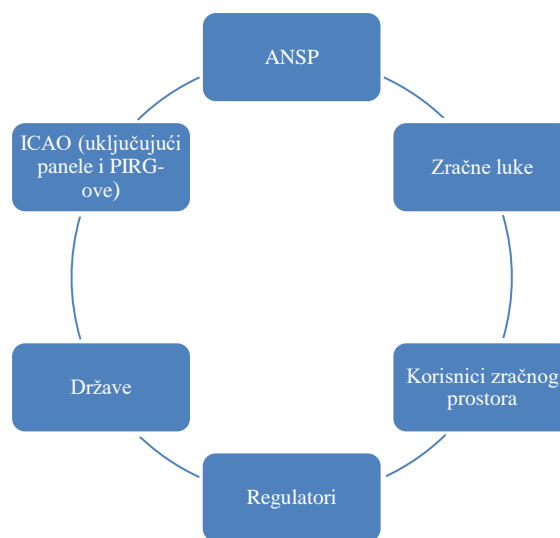 ANSP
ICAO (uključujući
panele i PIRG-
ove)
Zračne luke
Države
Korisnici zračnog
prostora
Regulatori